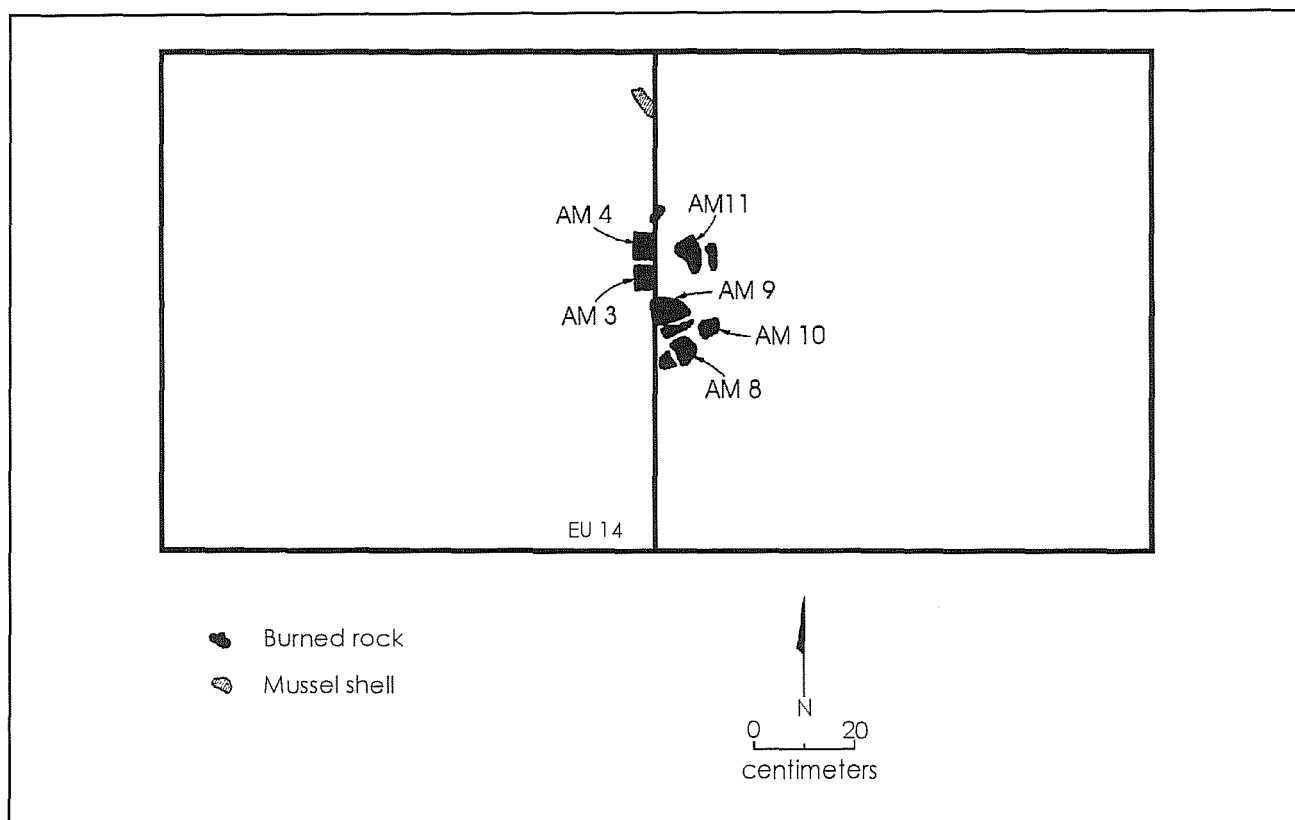 AM 4
AM11
AM 9
AM 3
AM 10
AM 8
EU 14
Burned rock
Mussel shell
N
0 20
centimeters